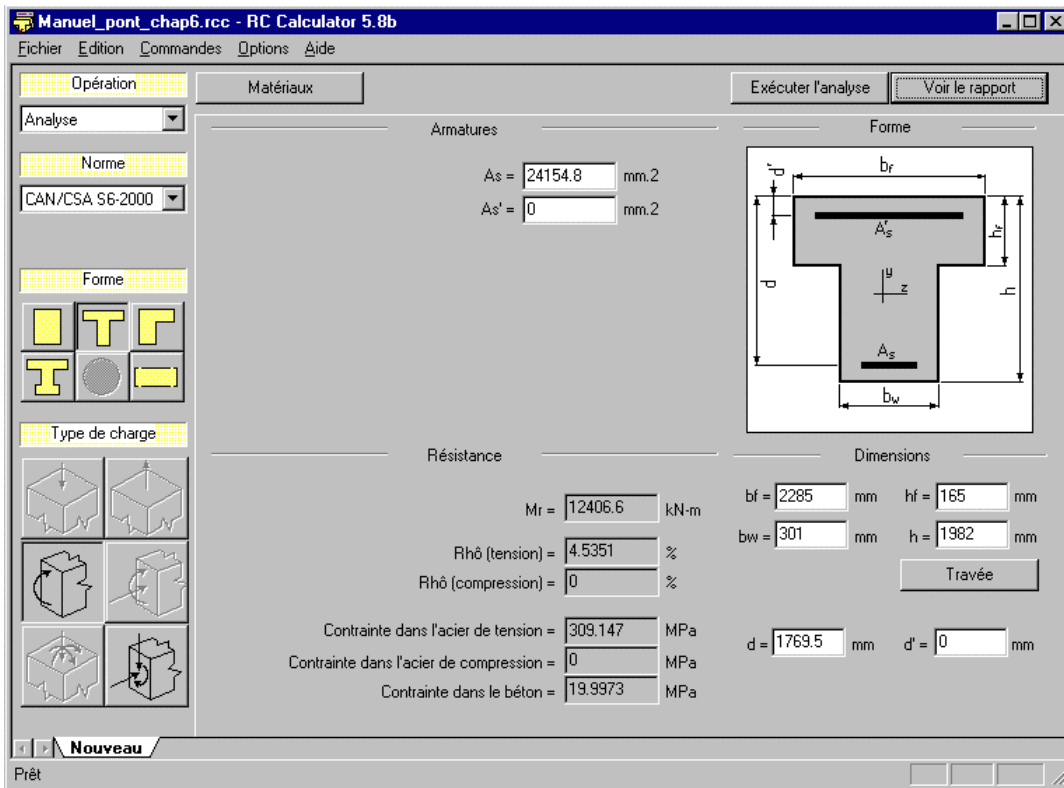 Manuel_pont_chap6.rcc - RC Calculator 5.8b
Fichier Edition Commandes Options Aide
Opération
Analyse
Norme
CAN/CSA S6-2000
Forme
Type de charge
Matériaux
Exécuter l'analyse
Voir le rapport
Armatures
As = 24154.8 mm.2
As' = 0 mm.2
Forme
d'
bf
A's
hf
y
z
d
h
As
bw
Résistance
Mr = 12406.6 kN-m
Rhô (tension) = 4.5351 %
Rhô (compression) = 0 %
Contrainte dans l'acier de tension = 309.147 MPa
Contrainte dans l'acier de compression = 0 MPa
Contrainte dans le béton = 19.9973 MPa
Dimensions
bf = 2285 mm hf = 165 mm
bw = 301 mm h = 1982 mm
Travée
d = 1769.5 mm d' = 0 mm
Nouveau
Prêt